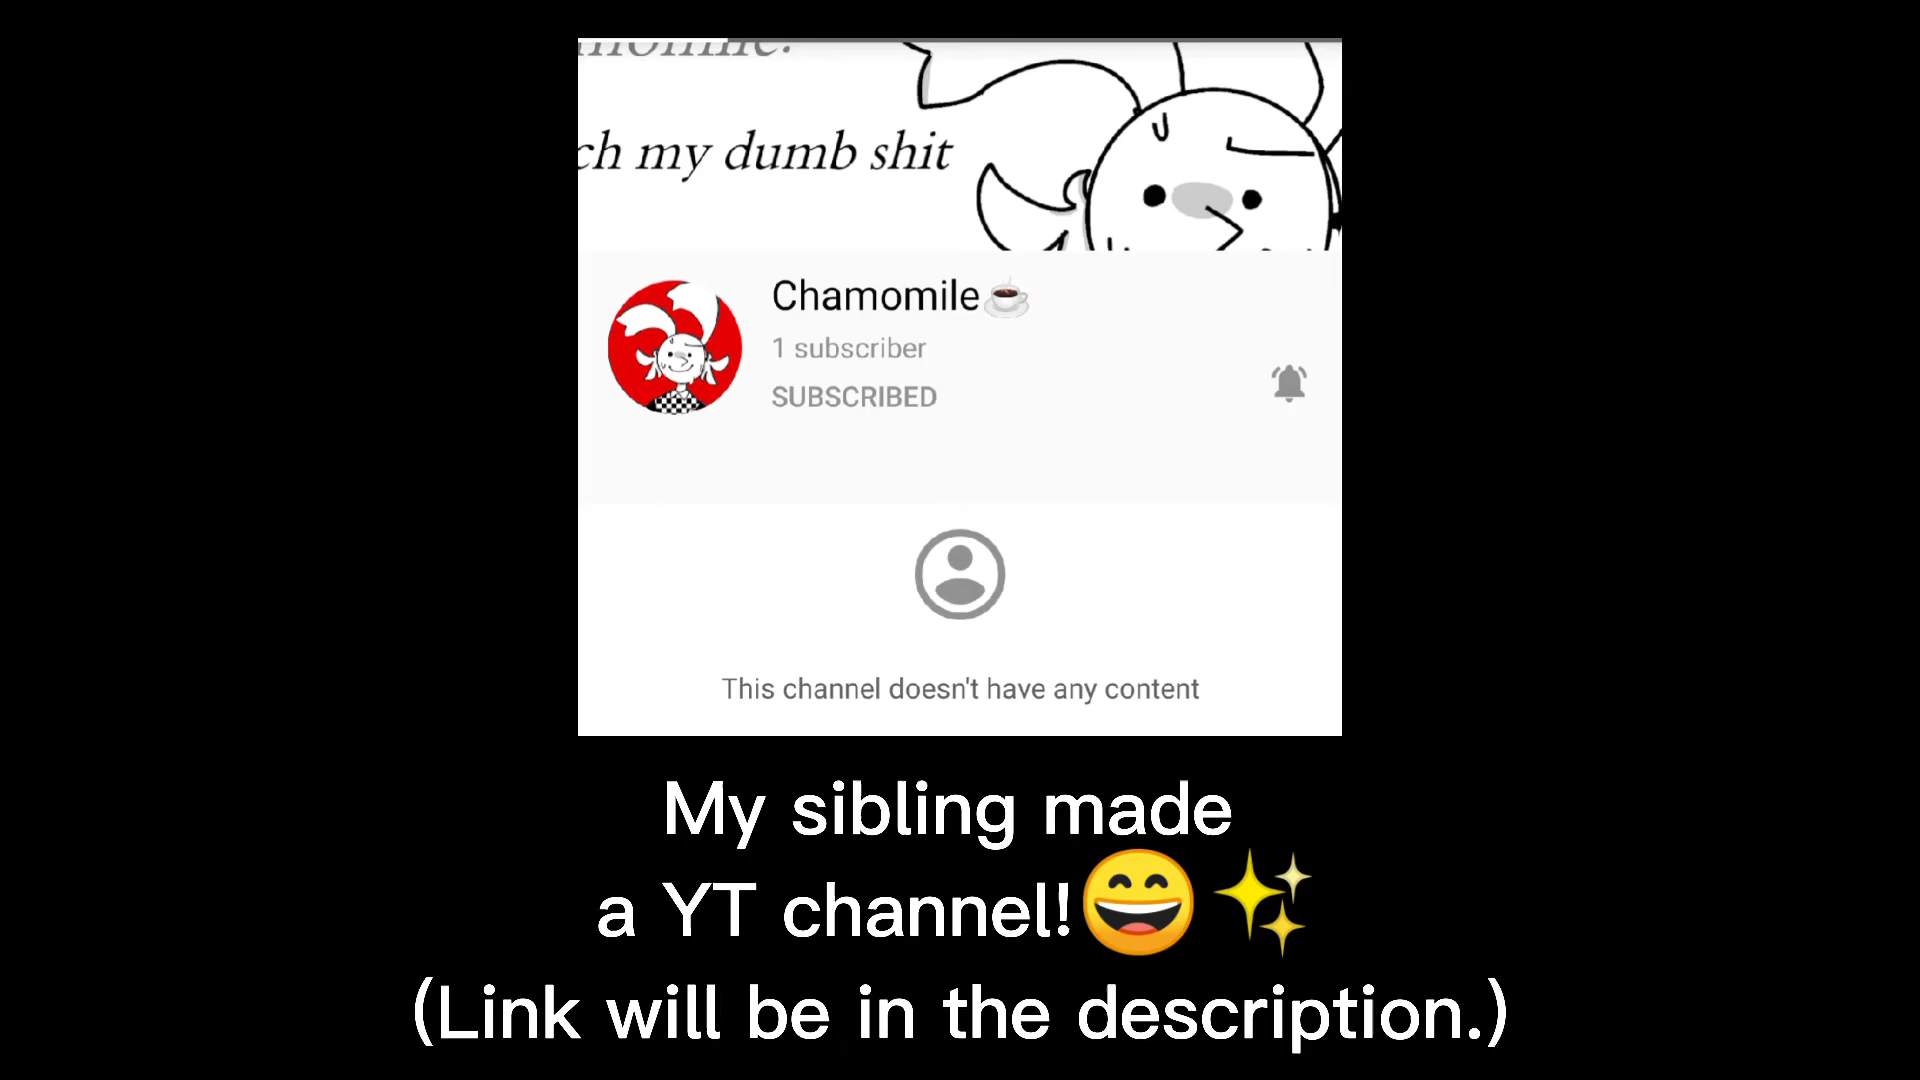 ch my dumb shit
Chamomile☕
1 subscriber
SUBSCRIBED
This channel doesn't have any content
My sibling made
a YT channel!😄✨
(Link will be in the description.)